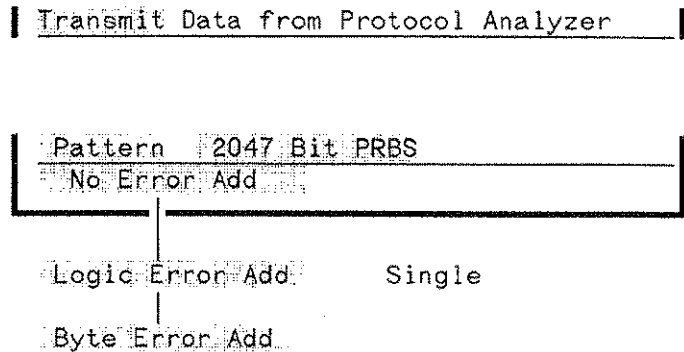 Transmit Data from Protocol Analyzer
Pattern 2047 Bit PRBS
No Error Add
Logic Error Add Single
Byte Error Add